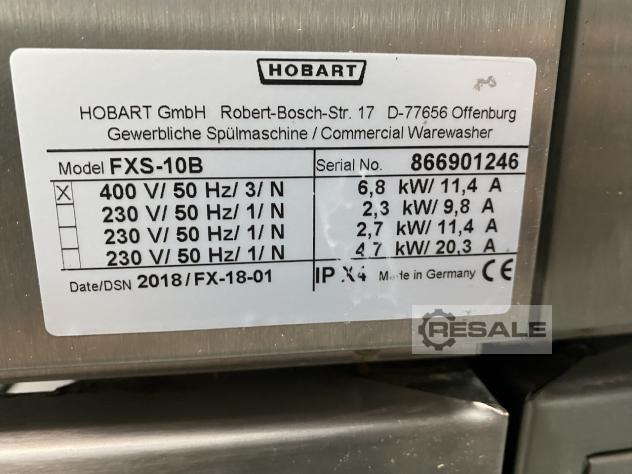 HOBART
HOBART GmbH Robert-Bosch-Str. 17 D-77656 Offenburg
Gewerbliche Spülmaschine / Commercial Warewasher
Model FXS-10B Serial No. 866901246
X 400 V/ 50 Hz/ 3/ N 6,8 kW/ 11,4 A
230 V/ 50 Hz/ 1/ N 2,3 kW/ 9,8 A
230 V/ 50 Hz/ 1/ N 2,7 kW/ 11,4 A
230 V/ 50 Hz/ 1/ N 4,7 kW/ 20,3 A
Date/DSN 2018/FX-18-01 IP X4 Made in Germany CE
RESALE